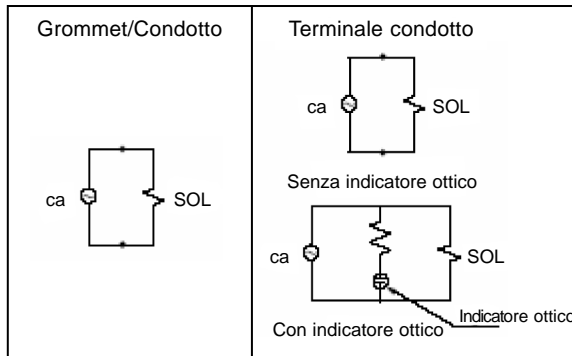 Grommet/Condotto
ca
SOL
Terminale condotto
ca
SOL
Senza indicatore ottico
ca
SOL
Indicatore ottico
Con indicatore ottico